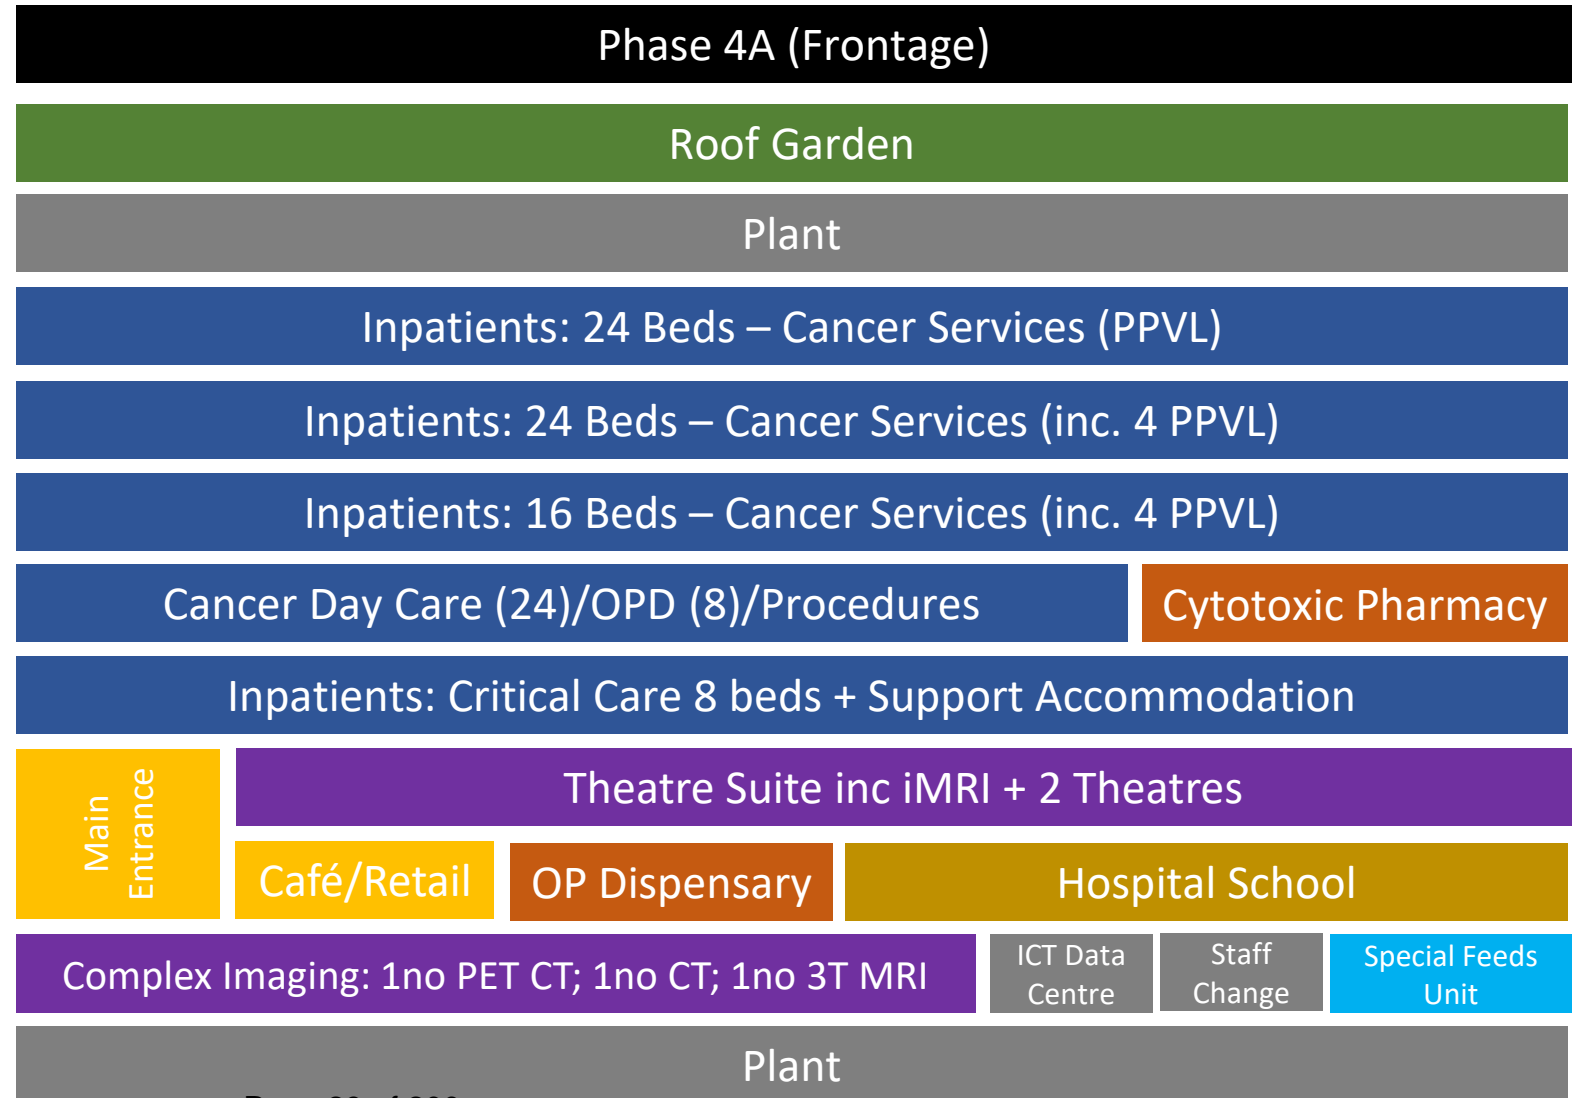 Phase 4A (Frontage)
Roof Garden
Plant
Inpatients: 24 Beds – Cancer Services (PPVL)
Inpatients: 24 Beds – Cancer Services (inc. 4 PPVL)
Inpatients: 16 Beds – Cancer Services (inc. 4 PPVL)
Cancer Day Care (24)/OPD (8)/Procedures
Cytotoxic Pharmacy
Inpatients: Critical Care 8 beds + Support Accommodation
Main
Entrance
Theatre Suite inc iMRI + 2 Theatres
Café/Retail
OP Dispensary
Hospital School
Complex Imaging: 1no PET CT; 1no CT; 1no 3T MRI
ICT Data
Centre
Staff
Change
Special Feeds
Unit
Plant